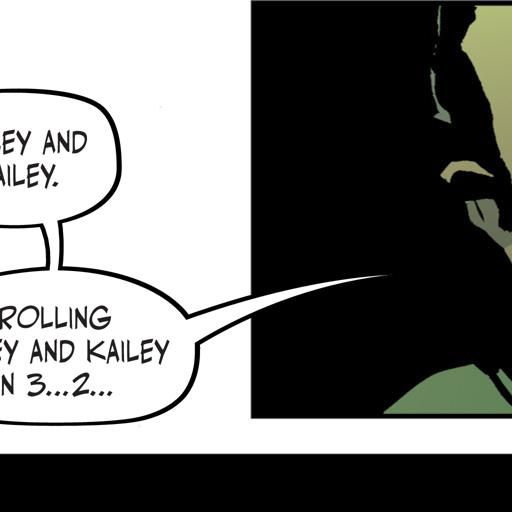 EY AND
AILEY.
ROLLING
EY AND KAILEY
N 3...2...